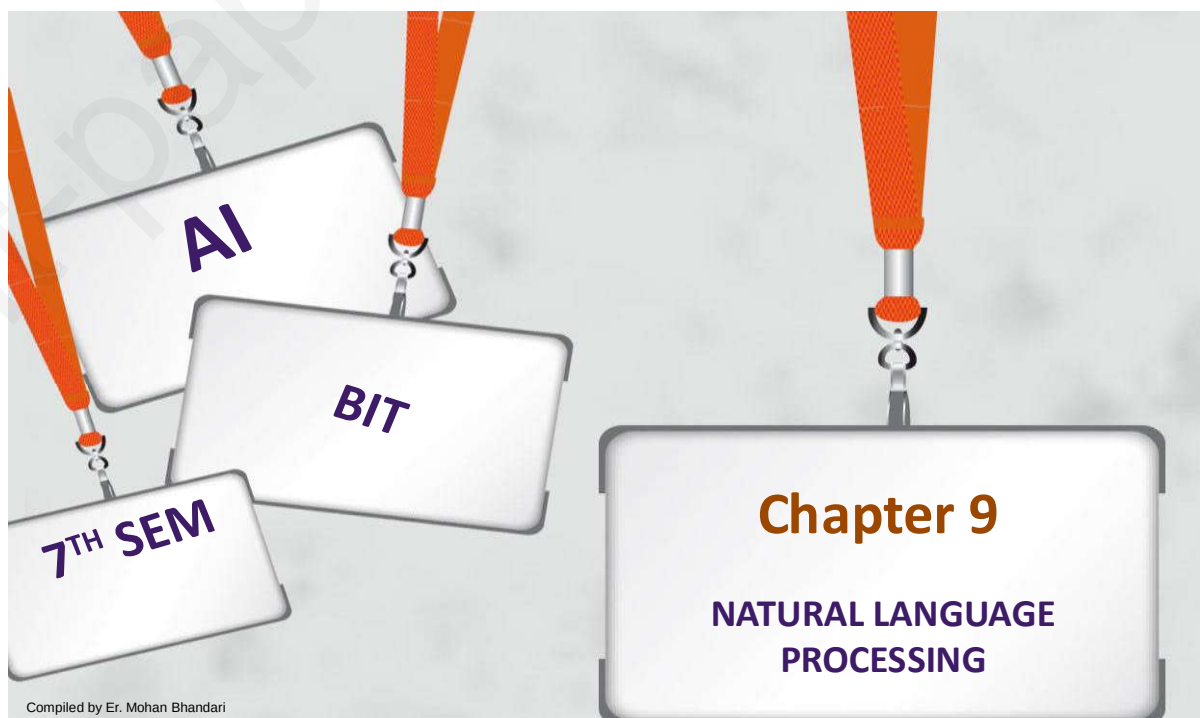 AI
BIT
7TH SEM
Chapter 9
NATURAL LANGUAGE
PROCESSING
Compiled by Er. Mohan Bhandari